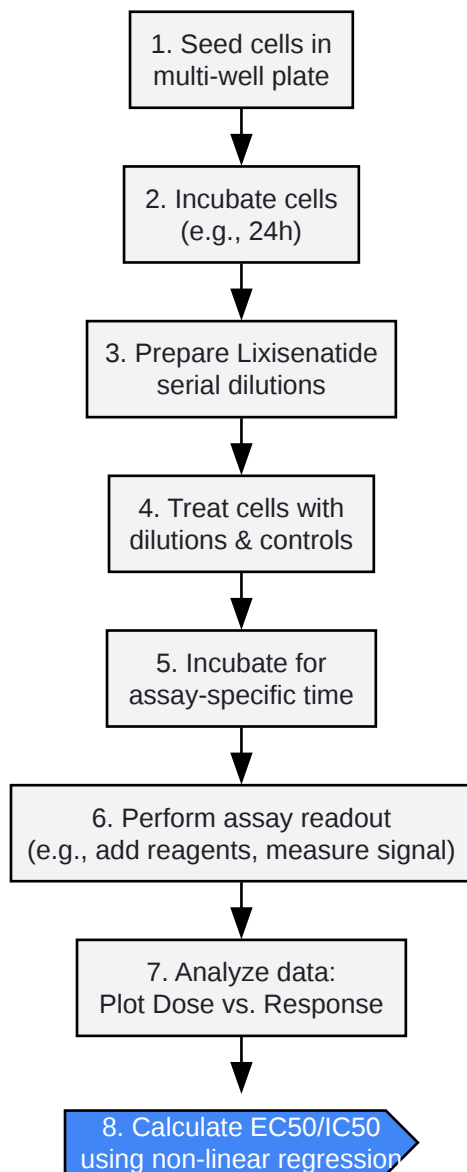 1. Seed cells in
multi-well plate
2. Incubate cells
(e.g., 24h)
3. Prepare Lixisenatide
serial dilutions
4. Treat cells with
dilutions & controls
5. Incubate for
assay-specific time
6. Perform assay readout
(e.g., add reagents, measure signal)
7. Analyze data:
Plot Dose vs. Response
8. Calculate EC50/IC50
using non-linear regression